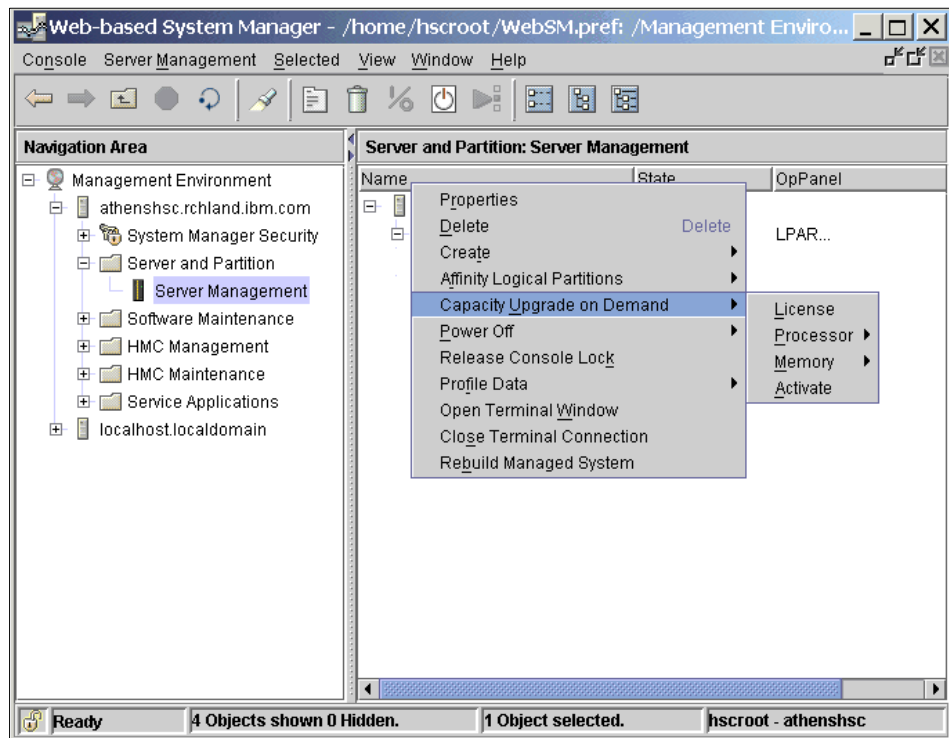 Web-based System Manager - /home/hscroot/WebSM.pref: /Management Enviro...
Console Server Management Selected View Window Help
Navigation Area
Server and Partition: Server Management
Management Environment
athenshsc.rchland.ibm.com
System Manager Security
Server and Partition
Server Management
Software Maintenance
HMC Management
HMC Maintenance
Service Applications
localhost.localdomain
Name State OpPanel
LPAR...
Properties
Delete Delete
Create
Affinity Logical Partitions
Capacity Upgrade on Demand
Power Off
Release Console Lock
Profile Data
Open Terminal Window
Close Terminal Connection
Rebuild Managed System
License
Processor
Memory
Activate
Ready 4 Objects shown 0 Hidden. 1 Object selected. hscroot - athenshsc